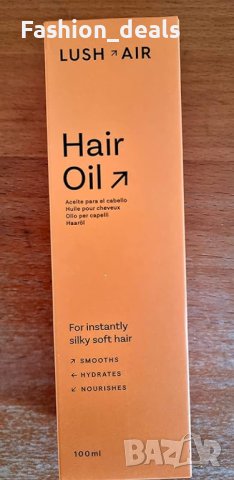 Fashion_deals
LUSH ↗ AIR
Hair
Oil ↗
Aceite para el cabello
Huile pour cheveux
Olio per capelli
Haaröl
For instantly
silky soft hair
↗ SMOOTHS
← HYDRATES
↙ NOURISHES
100ml
BAZAR